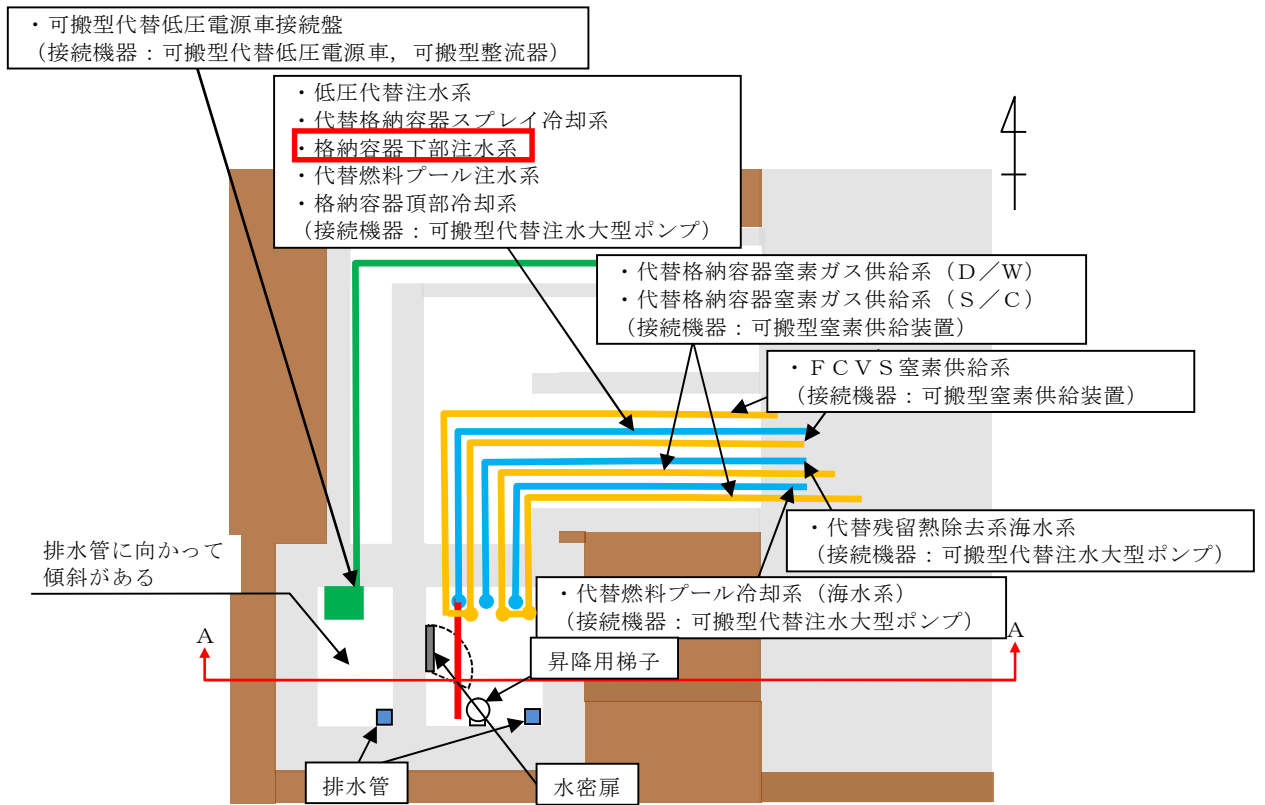 ・可搬型代替低圧電源車接続盤
（接続機器：可搬型代替低圧電源車，可搬型整流器）
・低圧代替注水系
・代替格納容器スプレイ冷却系
・格納容器下部注水系
・代替燃料プール注水系
・格納容器頂部冷却系
（接続機器：可搬型代替注水大型ポンプ）
・代替格納容器窒素ガス供給系（Ｄ／Ｗ）
・代替格納容器窒素ガス供給系（Ｓ／Ｃ）
（接続機器：可搬型窒素供給装置）
・ＦＣＶＳ窒素供給系
（接続機器：可搬型窒素供給装置）
・代替残留熱除去系海水系
（接続機器：可搬型代替注水大型ポンプ）
排水管に向かって
傾斜がある
・代替燃料プール冷却系（海水系）
（接続機器：可搬型代替注水大型ポンプ）
Ａ
Ａ
昇降用梯子
排水管
水密扉